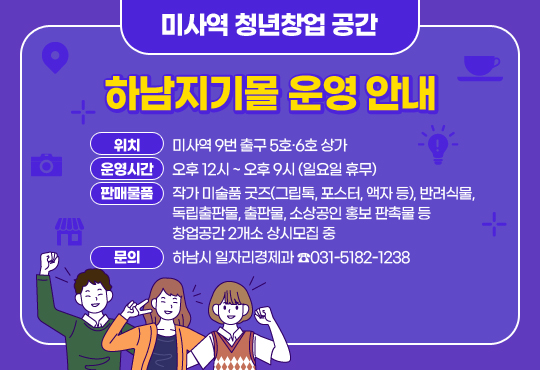 미사역 청년창업 공간
하남지기몰 운영 안내
위치 미사역 9번 출구 5호·6호 상가
운영시간 오후 12시 ~ 오후 9시 (일요일 휴무)
판매물품 작가 미술품 굿즈(그립톡, 포스터, 액자 등), 반려식물,
독립출판물, 출판물, 소상공인 홍보 판촉물 등
창업공간 2개소 상시모집 중
문의 하남시 일자리경제과 ☎031-5182-1238